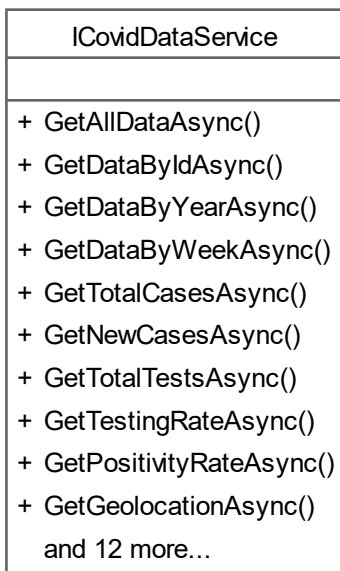 ICovidDataService
+ GetAllDataAsync()
+ GetDataByIdAsync()
+ GetDataByYearAsync()
+ GetDataByWeekAsync()
+ GetTotalCasesAsync()
+ GetNewCasesAsync()
+ GetTotalTestsAsync()
+ GetTestingRateAsync()
+ GetPositivityRateAsync()
+ GetGeolocationAsync()
and 12 more...